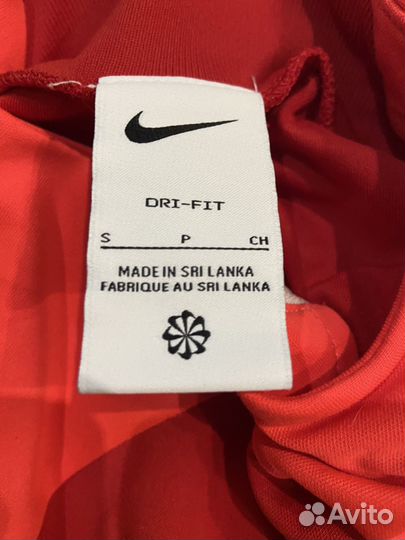 DRI-FIT
S P CH
MADE IN SRI LANKA
FABRIQUE AU SRI LANKA
Avito